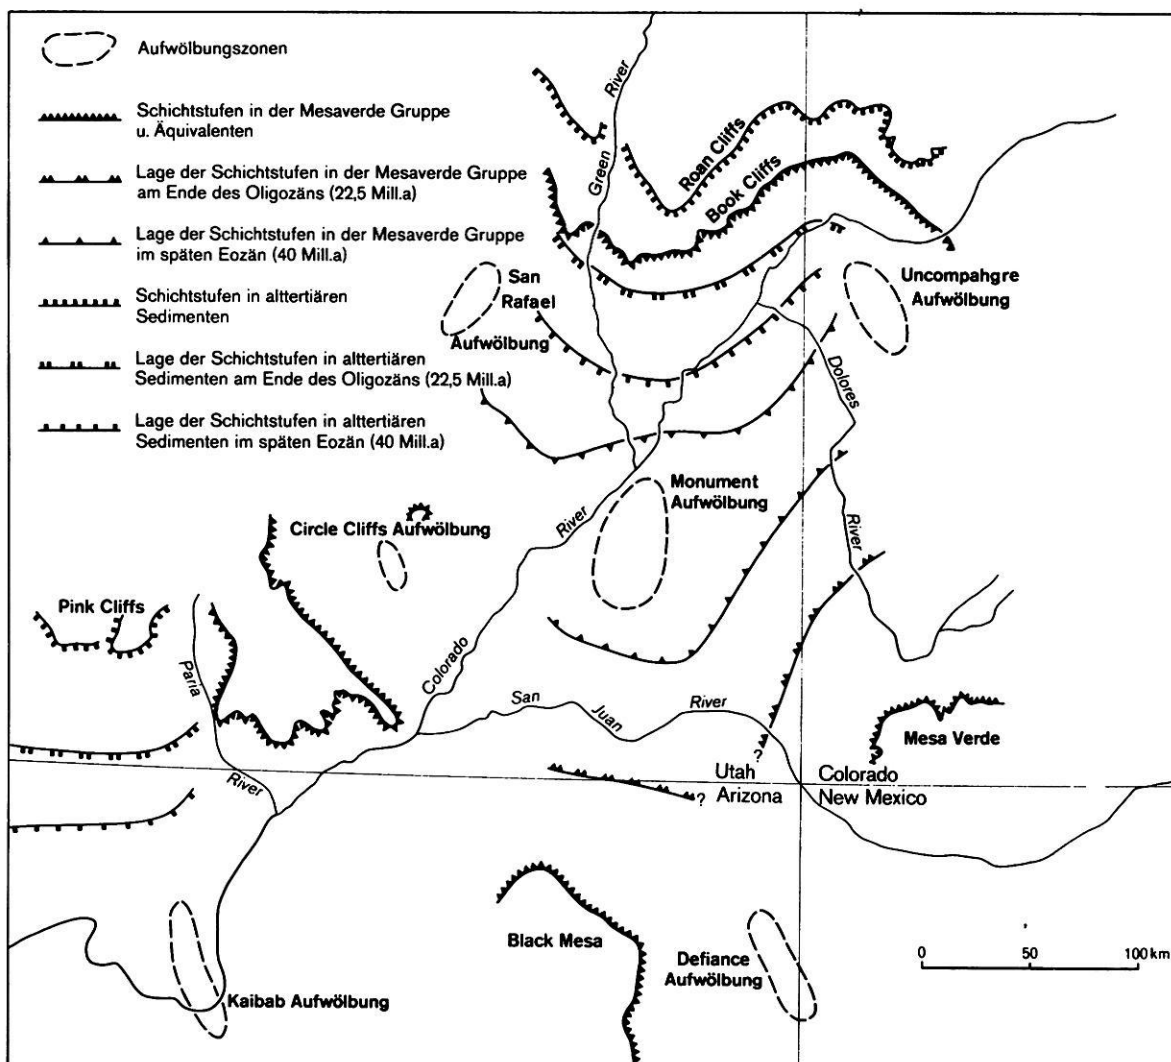 Aufwölbungszonen
Schichtstufen in der Mesaverde Gruppe
u. Äquivalenten
Lage der Schichtstufen in der Mesaverde Gruppe
am Ende des Oligozäns (22,5 Mill.a)
Lage der Schichtstufen in der Mesaverde Gruppe
im späten Eozän (40 Mill.a)
Schichtstufen in alttertiären
Sedimenten
Lage der Schichtstufen in alttertiären
Sedimenten am Ende des Oligozäns (22,5 Mill.a)
Lage der Schichtstufen in alttertiären
Sedimenten im späten Eozän (40 Mill.a)
Green River
Roan Cliffs
Book Cliffs
San
Rafael
Aufwölbung
Uncompahgre
Aufwölbung
Dolores
River
Monument
Aufwölbung
Circle Cliffs Aufwölbung
Colorado River
Pink Cliffs
Paria
River
San Juan River
Mesa Verde
?
Utah
Colorado
Arizona
New Mexico
?
Black Mesa
Defiance
Aufwölbung
Kaibab Aufwölbung
0 50 100 km